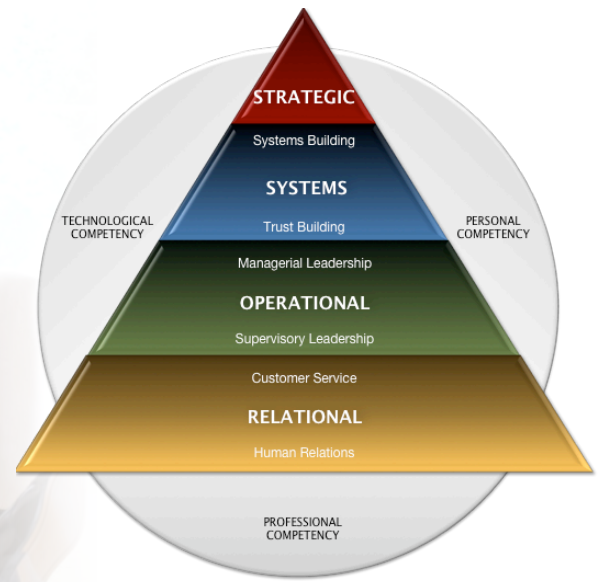 STRATEGIC
Systems Building
SYSTEMS
TECHNOLOGICAL
COMPETENCY
Trust Building
PERSONAL
COMPETENCY
Managerial Leadership
OPERATIONAL
Supervisory Leadership
Customer Service
RELATIONAL
Human Relations
PROFESSIONAL
COMPETENCY